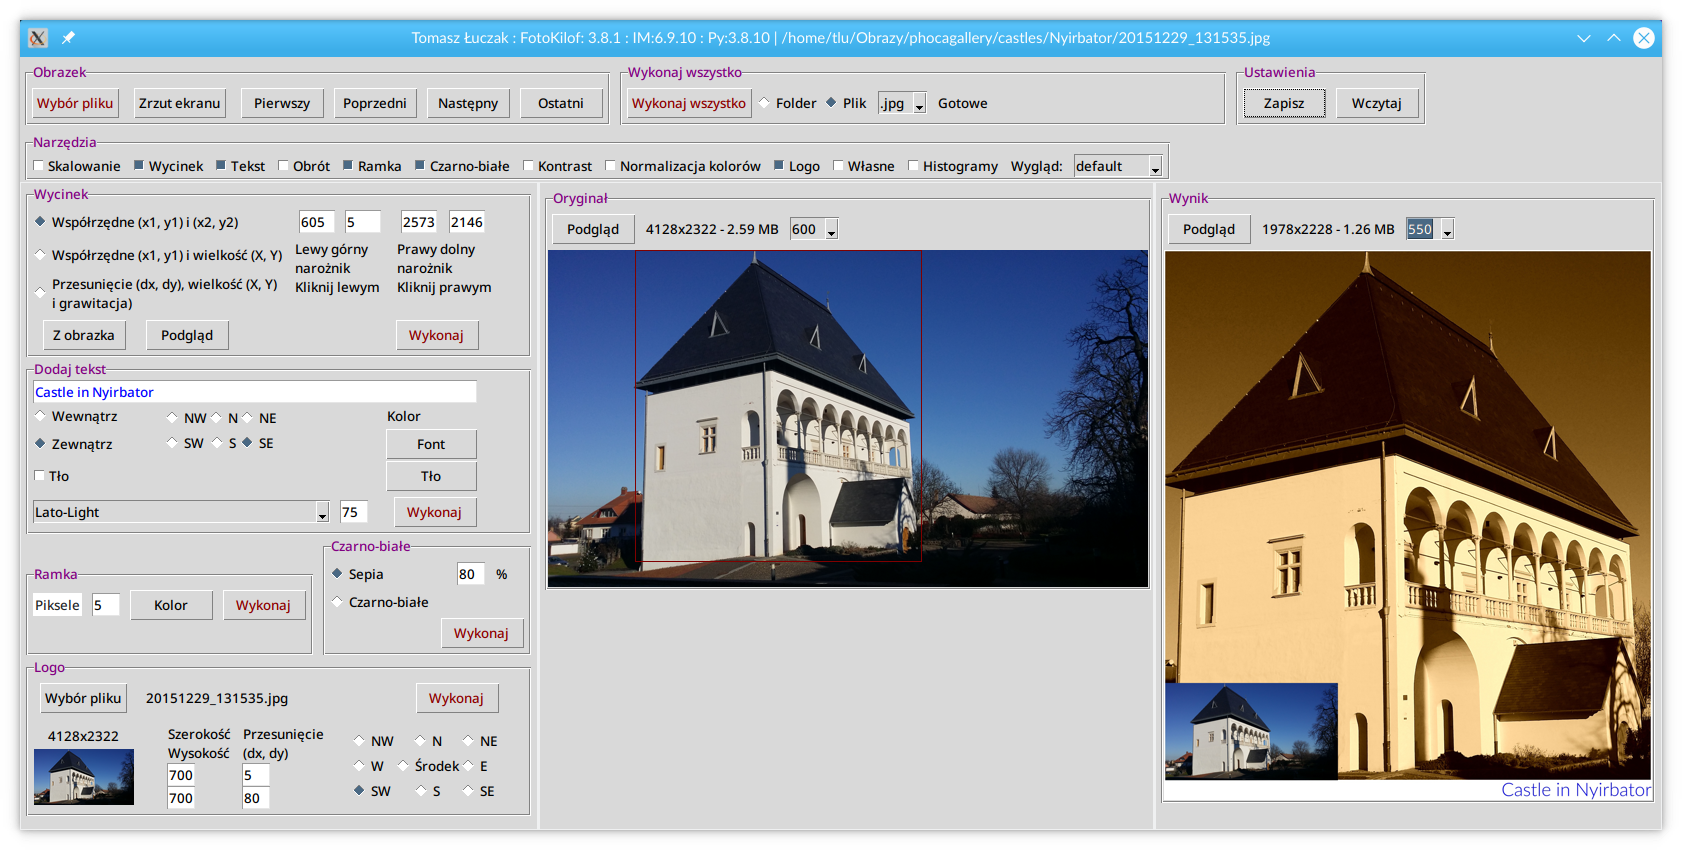 Tomasz Łuczak : FotoKilof: 3.8.1 : IM:6.9.10 : Py:3.8.10 | /home/tlu/Obrazy/phocagallery/castles/Nyirbator/20151229_131535.jpg
Obrazek
Wybór pliku Zrzut ekranu Pierwszy Poprzedni Następny Ostatni
Wykonaj wszystko
Wykonaj wszystko Folder Plik .jpg Gotowe
Ustawienia
Zapisz Wczytaj
Narzędzia
Skalowanie Wycinek Tekst Obrót Ramka Czarno-białe Kontrast Normalizacja kolorów Logo Własne Histogramy Wygląd: default
Wycinek
Współrzędne (x1, y1) i (x2, y2) 605 5 2573 2146
Współrzędne (x1, y1) i wielkość (X, Y)
Przesunięcie (dx, dy), wielkość (X, Y)
i grawitacja)
Lewy górny
narożnik
Kliknij lewym
Prawy dolny
narożnik
Kliknij prawym
Z obrazka Podgląd Wykonaj
Dodaj tekst
Castle in Nyirbator
Wewnątrz NW N NE Kolor
Zewnątrz SW S SE Font
Tło Tło
Lato-Light 75 Wykonaj
Ramka
Piksele 5 Kolor Wykonaj
Czarno-białe
Sepia 80 %
Czarno-białe
Wykonaj
Logo
Wybór pliku 20151229_131535.jpg Wykonaj
4128x2322
Szerokość
Wysokość
700
700
Przesunięcie
(dx, dy)
5
80
NW N NE
W Środek E
SW S SE
Oryginał
Podgląd 4128x2322 - 2.59 MB 600
Wynik
Podgląd 1978x2228 - 1.26 MB 550
Castle in Nyirbator